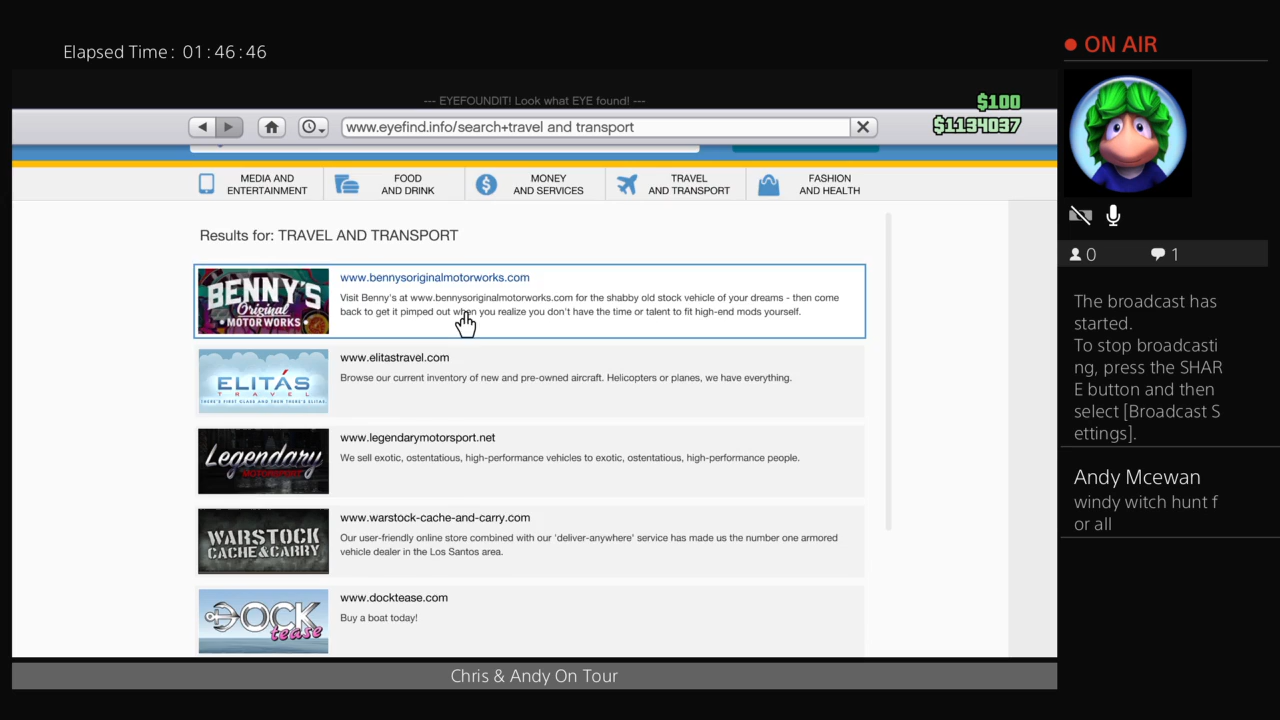 Elapsed Time: 01:46:46
ON AIR
--- EYEFOUNDIT! Look what EYE found! ---
$100
$1134037
www.eyefind.info/search+travel and transport
MEDIA AND
ENTERTAINMENT
FOOD
AND DRINK
MONEY
AND SERVICES
TRAVEL
AND TRANSPORT
FASHION
AND HEALTH
Results for: TRAVEL AND TRANSPORT
BENNY'S
Original
MOTOR WORKS
www.bennysoriginalmotorworks.com
Visit Benny's at www.bennysoriginalmotorworks.com for the shabby old stock vehicle of your dreams - then come
back to get it pimped out when you realize you don't have the time or talent to fit high-end mods yourself.
ELITÁS
TRAVEL
THERE'S FIRST CLASS AND THEN THERE'S ELITAS
www.elitastravel.com
Browse our current inventory of new and pre-owned aircraft. Helicopters or planes, we have everything.
Legendary
MOTORSPORT
www.legendarymotorsport.net
We sell exotic, ostentatious, high-performance vehicles to exotic, ostentatious, high-performance people.
WARSTOCK
CACHE & CARRY
www.warstock-cache-and-carry.com
Our user-friendly online store combined with our 'deliver-anywhere' service has made us the number one armored
vehicle dealer in the Los Santos area.
DOCK
tease
www.docktease.com
Buy a boat today!
Chris & Andy On Tour
0
1
The broadcast has
started.
To stop broadcasti
ng, press the SHAR
E button and then
select [Broadcast S
ettings].
Andy Mcewan
windy witch hunt f
or all